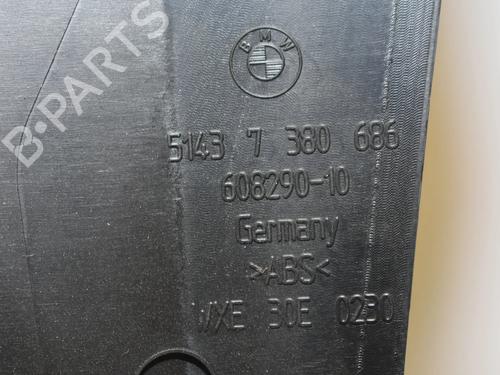 B-PARTS
BMW
5143 7 380 686
608290-10
Germany
>ABS<
WXE 30E 0230